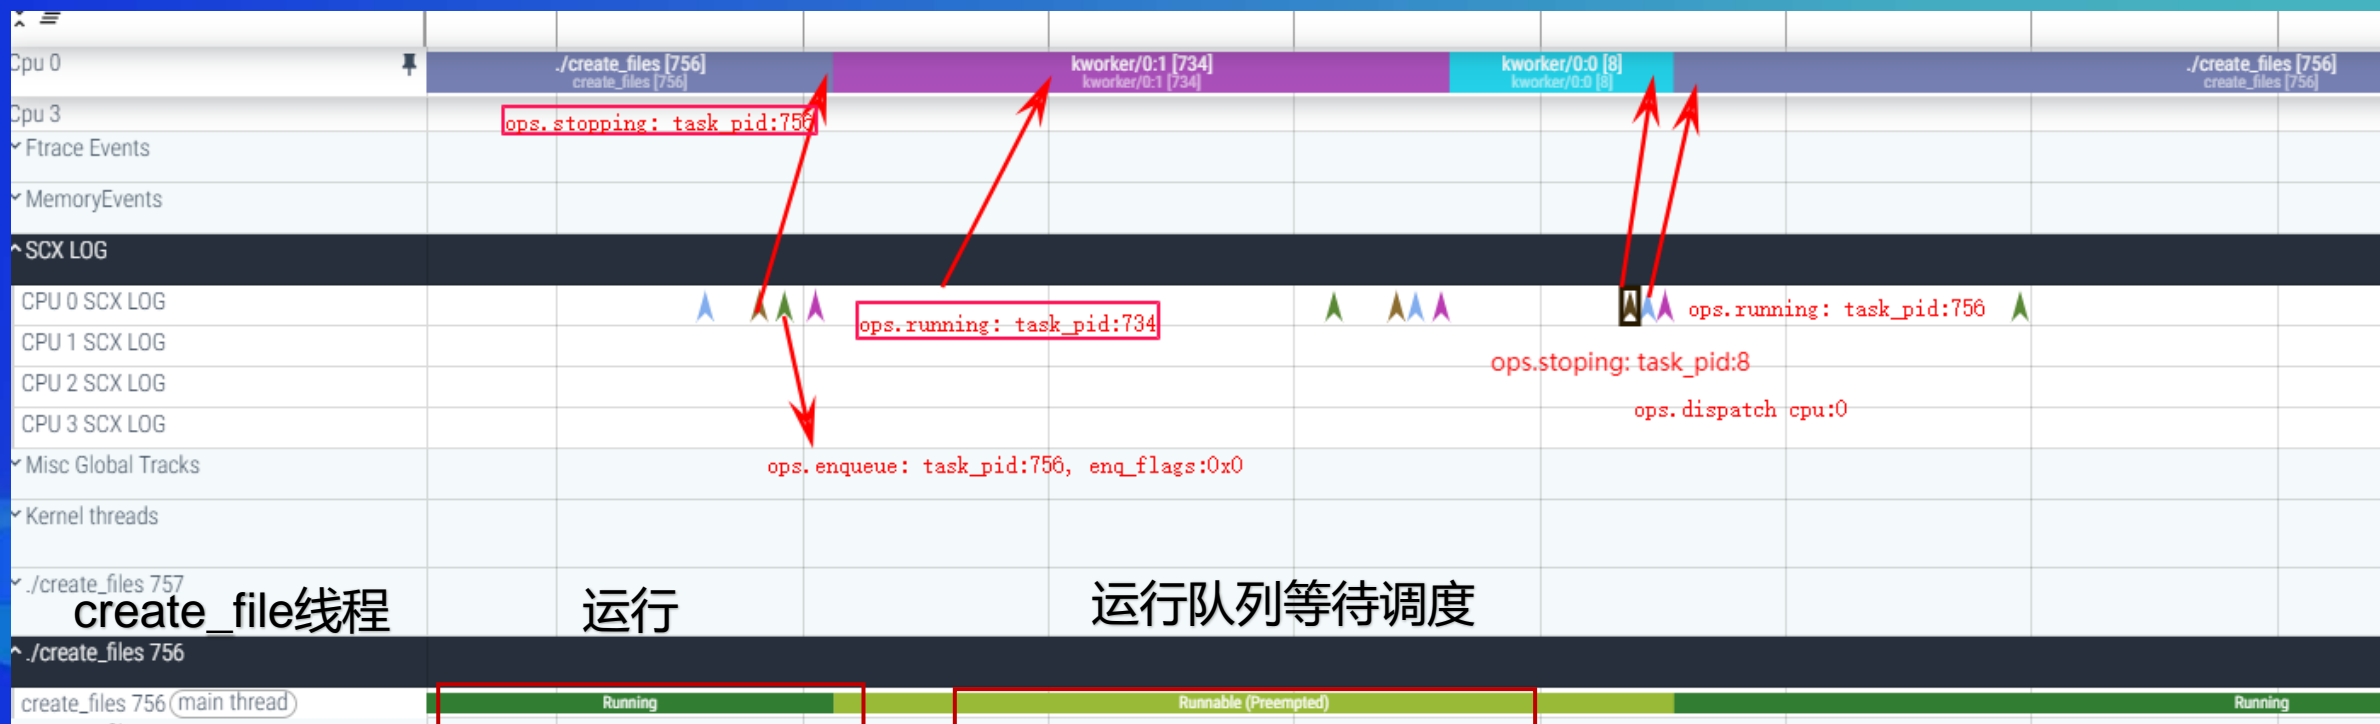 Cpu 0
./create_files [756]
create_files [756]
kworker/0:1 [734]
kworker/0:1 [734]
kworker/0:0 [8]
kworker/0:0 [8]
./create_files [756]
create_files [756]
Cpu 3
ops.stopping: task_pid:756
Ftrace Events
MemoryEvents
SCX LOG
CPU 0 SCX LOG
ops.running: task_pid:734
ops.running: task_pid:756
CPU 1 SCX LOG
ops.stoping: task_pid:8
CPU 2 SCX LOG
ops.dispatch cpu:0
CPU 3 SCX LOG
Misc Global Tracks
ops.enqueue: task_pid:756, enq_flags:0x0
Kernel threads
./create_files 757
create_file线程
运行
运行队列等待调度
./create_files 756
create_files 756 main thread
Running
Runnable (Preempted)
Running